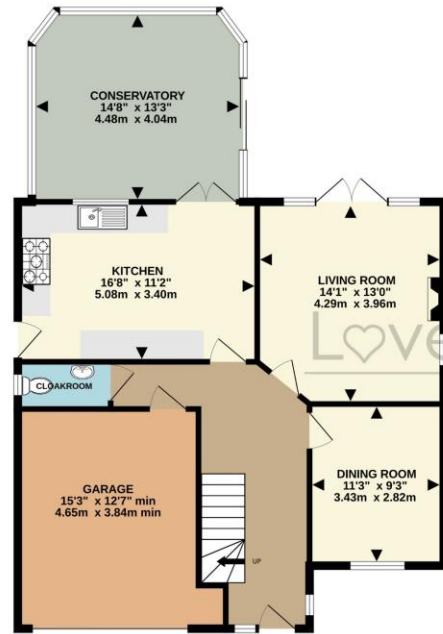 CONSERVATORY
14'8" x 13'3"
4.48m x 4.04m
KITCHEN
16'8" x 11'2"
5.08m x 3.40m
LIVING ROOM
14'1" x 13'0"
4.29m x 3.96m
Love
CLOAKROOM
DINING ROOM
11'3" x 9'3"
3.43m x 2.82m
GARAGE
15'3" x 12'7" min
4.65m x 3.84m min
UP